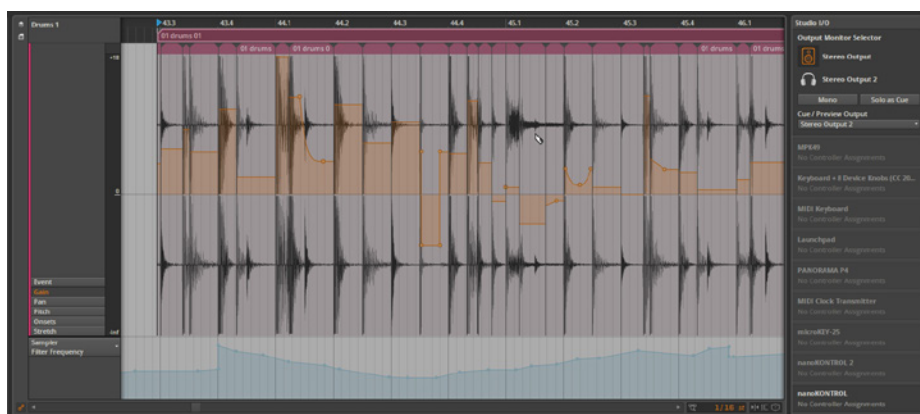 Drums 1
43.3 43.4 44.1 44.2 44.3 44.4 45.1 45.2 45.3 45.4 46.1
01 drums 01
01 drums 01 drums 0 01 drums 01 drums
+18
0
-inf
Event
Gain
Pan
Pitch
Onsets
Stretch
Sampler
Filter Frequency
1/16
Studio I/O
Output Monitor Selector
Stereo Output
Stereo Output 2
Mono Solo as Cue
Cue / Preview Output
Stereo Output 2
MPK49
No Controller Assignments
Keyboard + 8 Device Knobs (CC 20...
No Controller Assignments
MIDI Keyboard
No Controller Assignments
Launchpad
No Controller Assignments
PANORAMA P4
No Controller Assignments
MIDI Clock Transmitter
No Controller Assignments
microKEY-25
No Controller Assignments
nanoKONTROL 2
No Controller Assignments
nanoKONTROL
No Controller Assignments